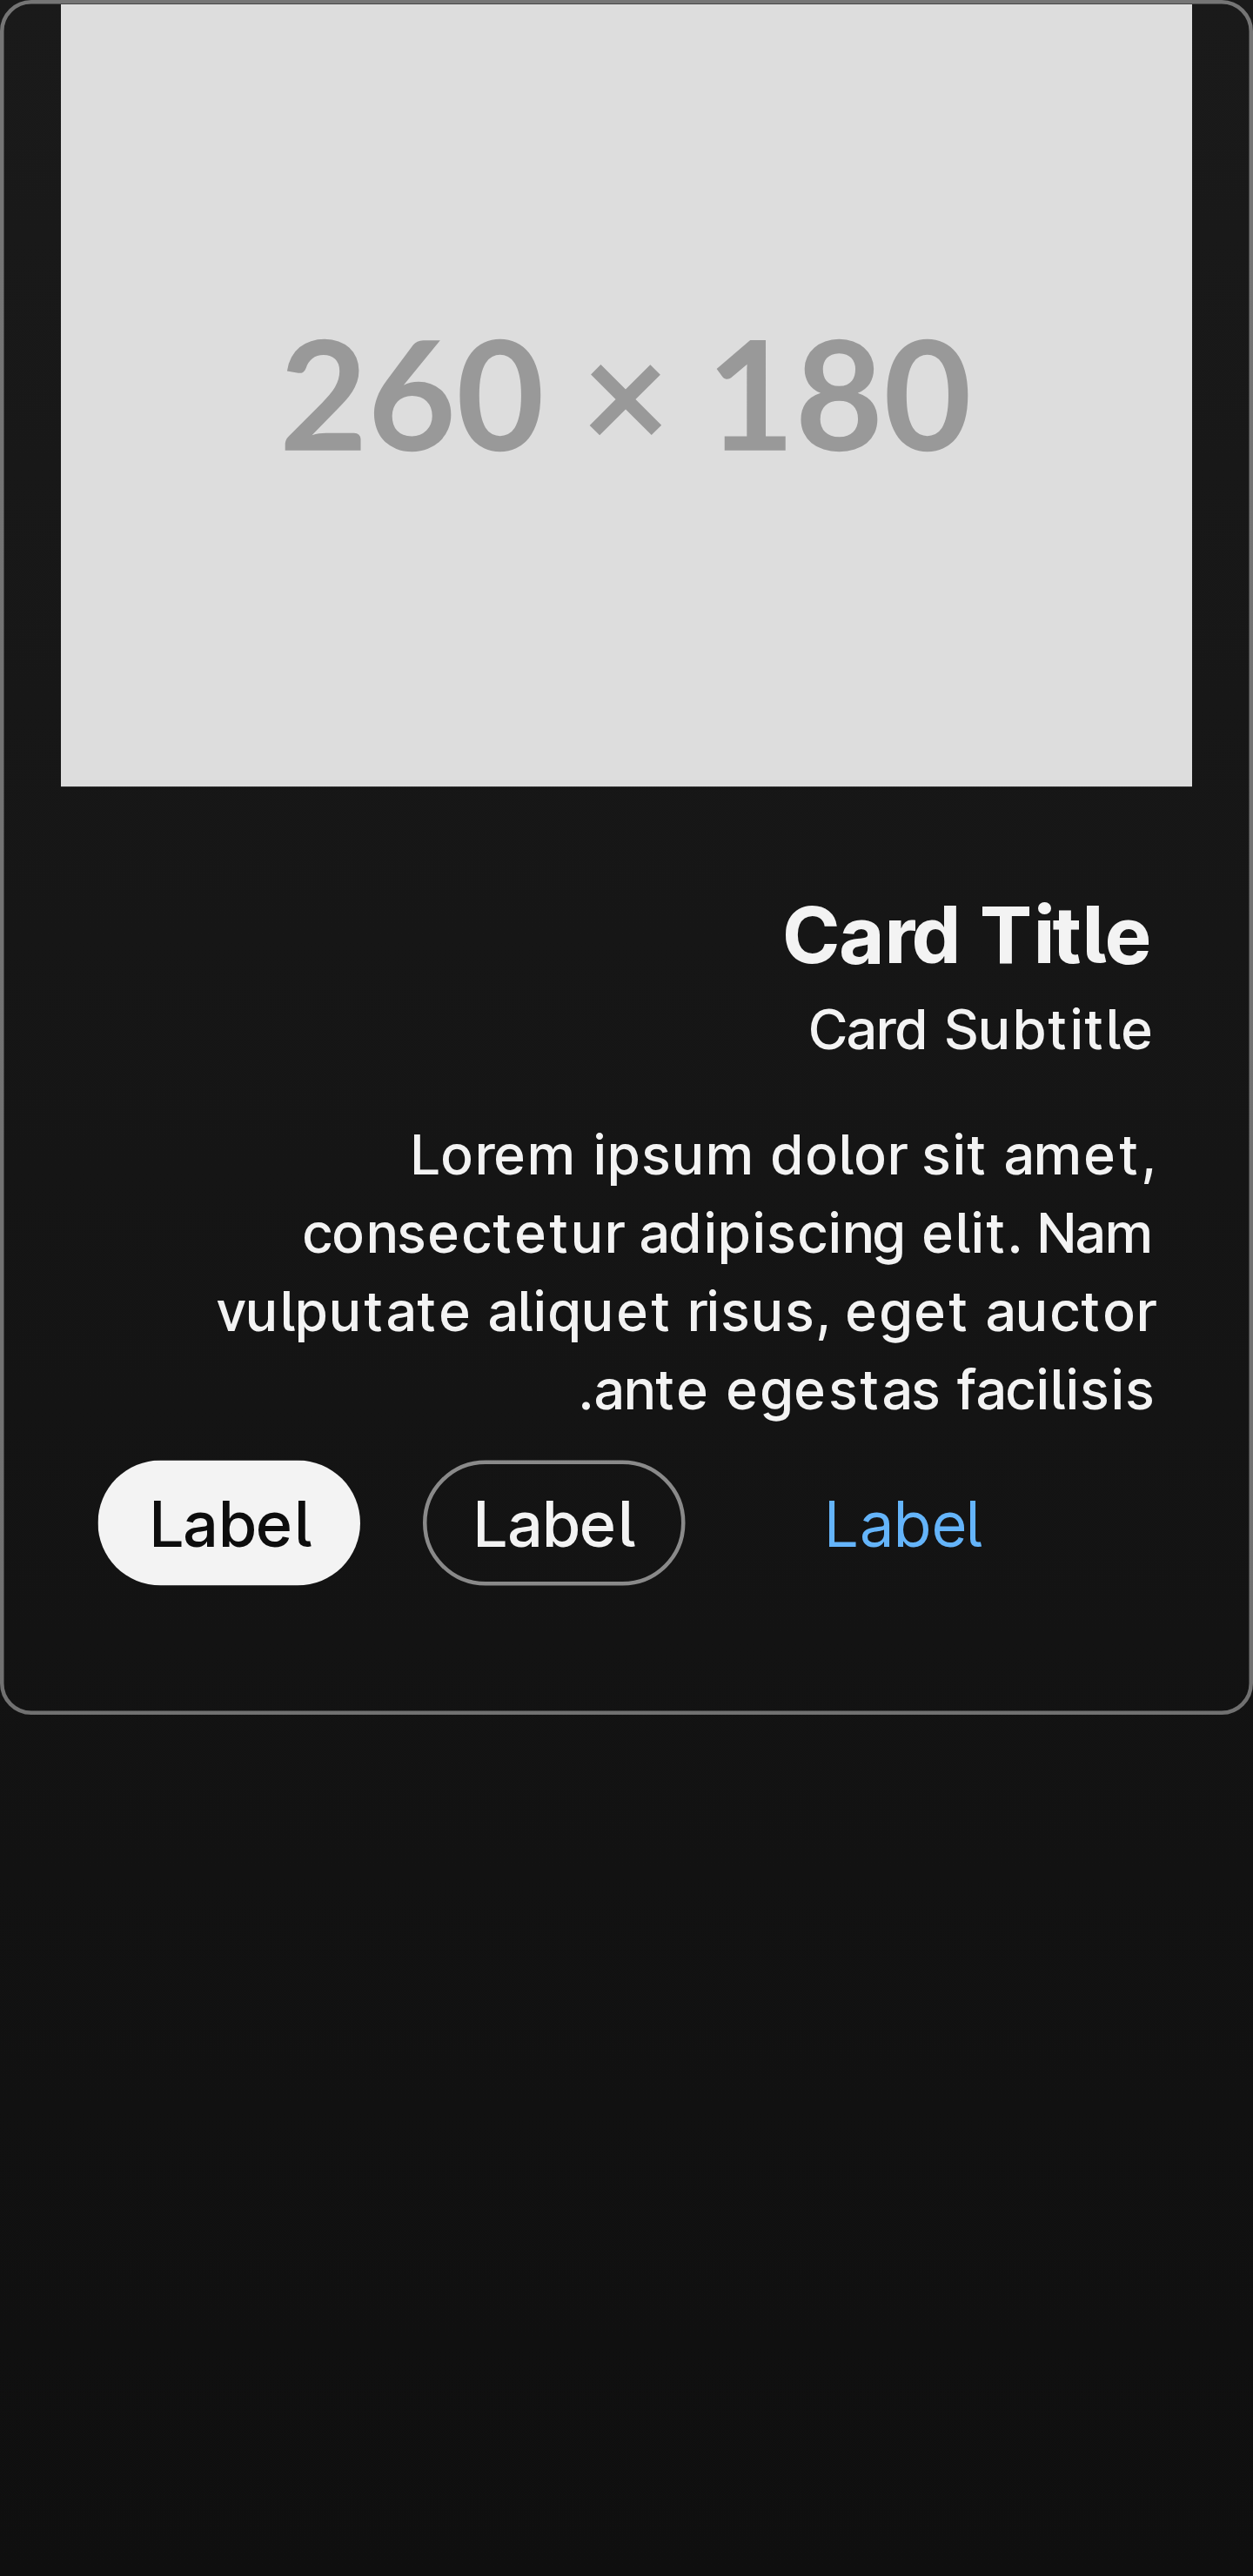 260 × 180
Card Title
Card Subtitle
Lorem ipsum dolor sit amet,
consectetur adipiscing elit. Nam
vulputate aliquet risus, eget auctor
.ante egestas facilisis
Label
Label
Label